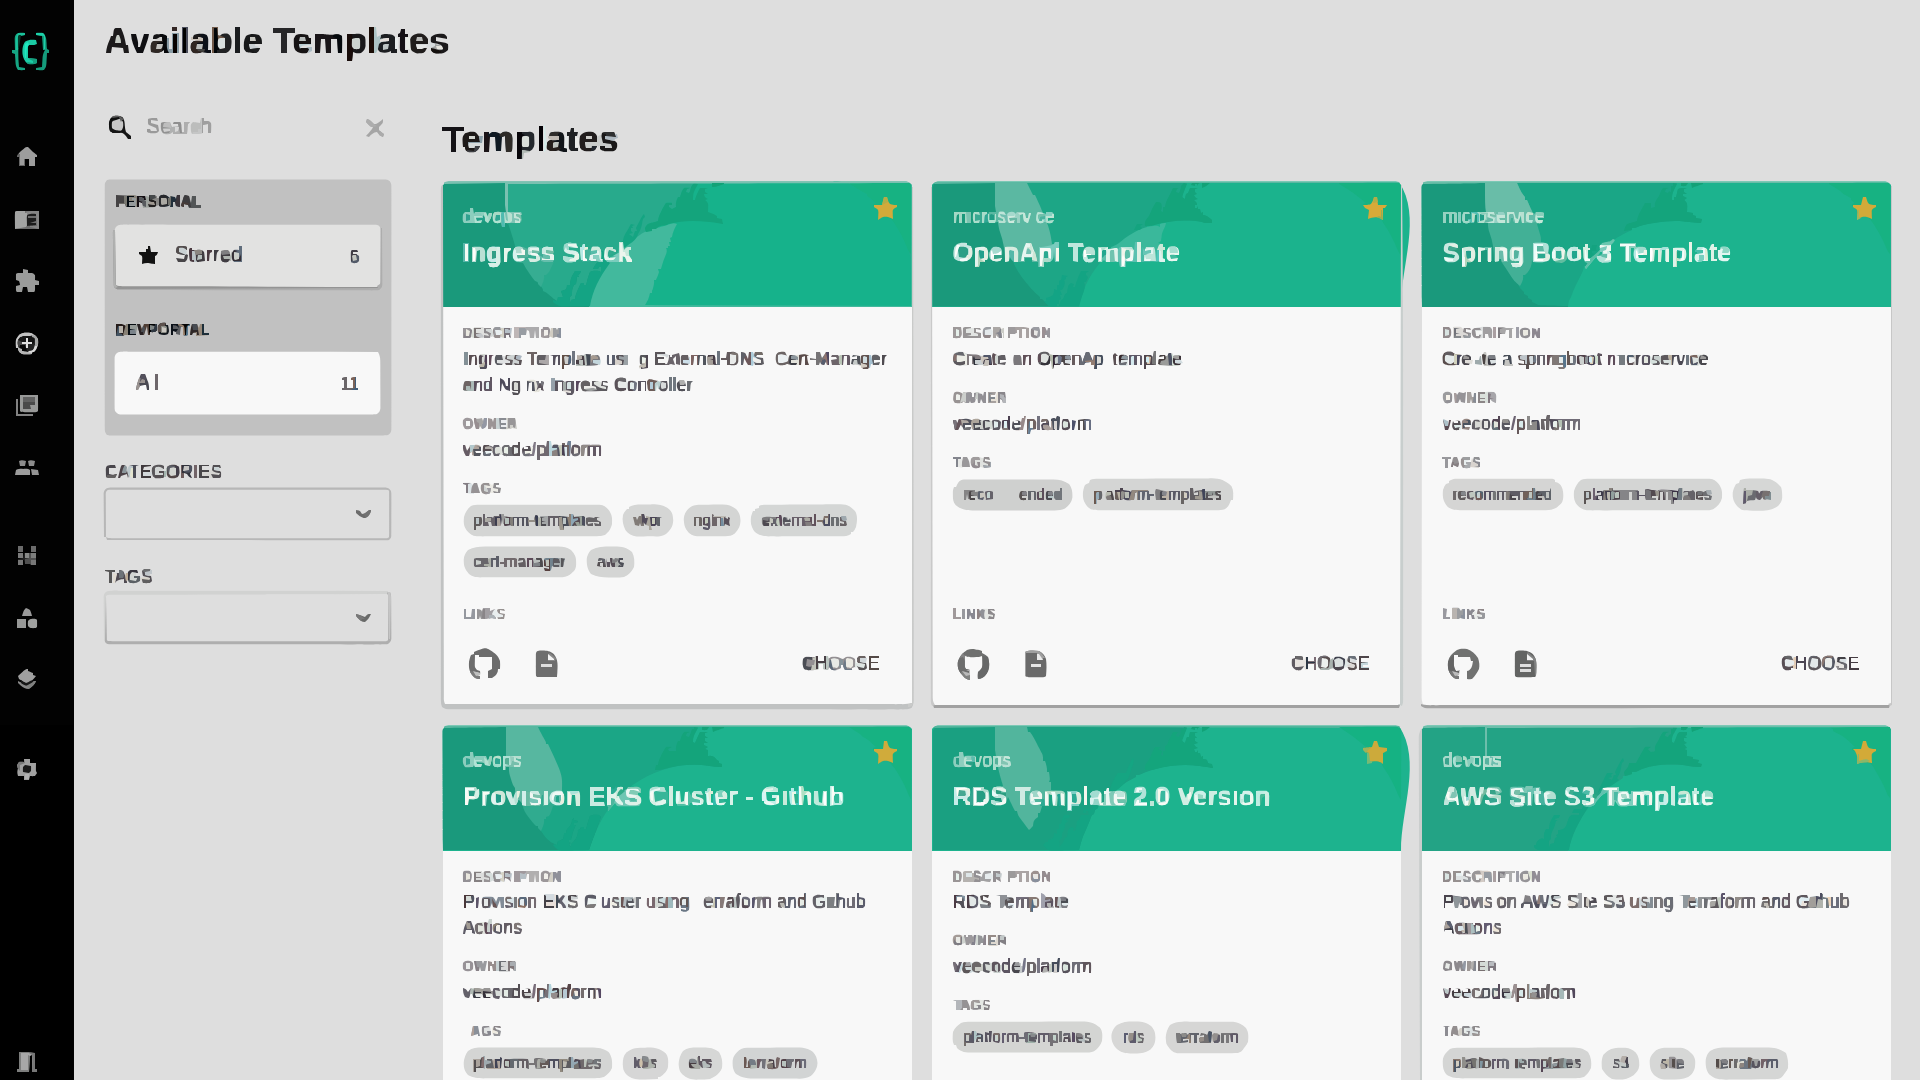 Available Templates
Search
PERSONAL
Starred 6
DEVPORTAL
All 11
CATEGORIES
TAGS
Templates
devops
Ingress Stack
DESCRIPTION
Ingress Template using External-DNS Cert-Manager
and Nginx Ingress Controller
OWNER
veecode/platform
TAGS
platform-templates vkpr nginx external-dns
cert-manager aws
LINKS
CHOOSE
microservice
OpenApi Template
DESCRIPTION
Create an OpenApi template
OWNER
veecode/platform
TAGS
recommended platform-templates
LINKS
CHOOSE
microservice
Spring Boot 3 Template
DESCRIPTION
Create a springboot microservice
OWNER
veecode/platform
TAGS
recommended platform-templates java
LINKS
CHOOSE
devops
Provision EKS Cluster - Github
DESCRIPTION
Provision EKS Cluster using Terraform and Github
Actions
OWNER
veecode/platform
TAGS
platform-templates k8s eks terraform
devops
RDS Template 2.0 Version
DESCRIPTION
RDS Template
OWNER
veecode/platform
TAGS
platform-templates rds terraform
devops
AWS Site S3 Template
DESCRIPTION
Provision AWS Site S3 using Terraform and Github
Actions
OWNER
veecode/platform
TAGS
platform templates s3 site terraform